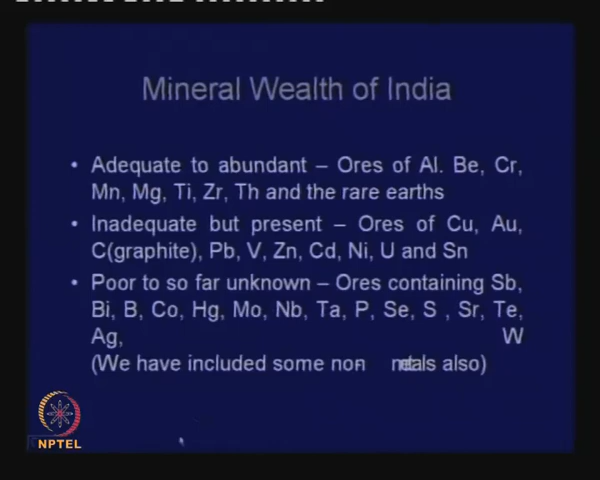 Mineral Wealth of India
• Adequate to abundant – Ores of Al. Be, Cr,
Mn, Mg, Ti, Zr, Th and the rare earths
• Inadequate but present – Ores of Cu, Au,
C(graphite), Pb, V, Zn, Cd, Ni, U and Sn
• Poor to so far unknown – Ores containing Sb,
Bi, B, Co, Hg, Mo, Nb, Ta, P, Se, S , Sr, Te,
Ag, W
(We have included some non- metals also)
NPTEL